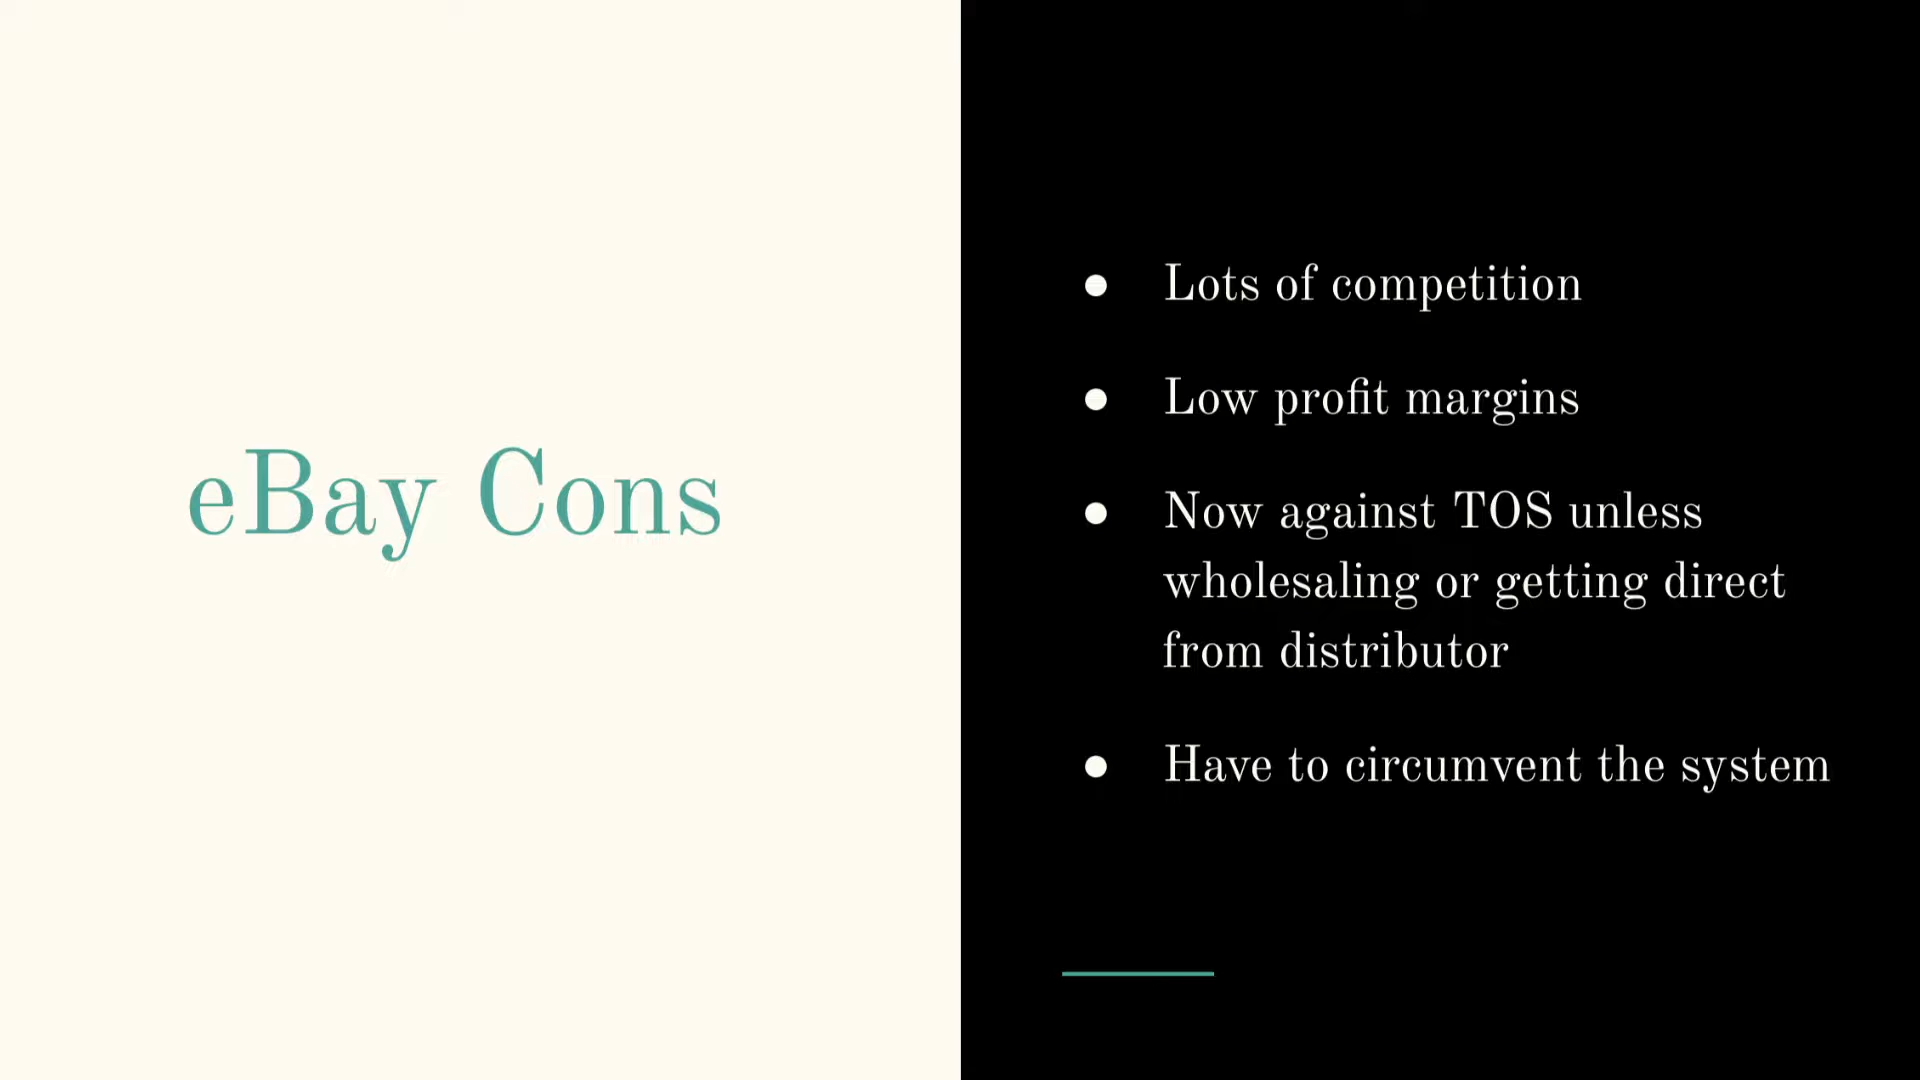 eBay Cons
● Lots of competition
● Low profit margins
● Now against TOS unless
wholesaling or getting direct
from distributor
● Have to circumvent the system